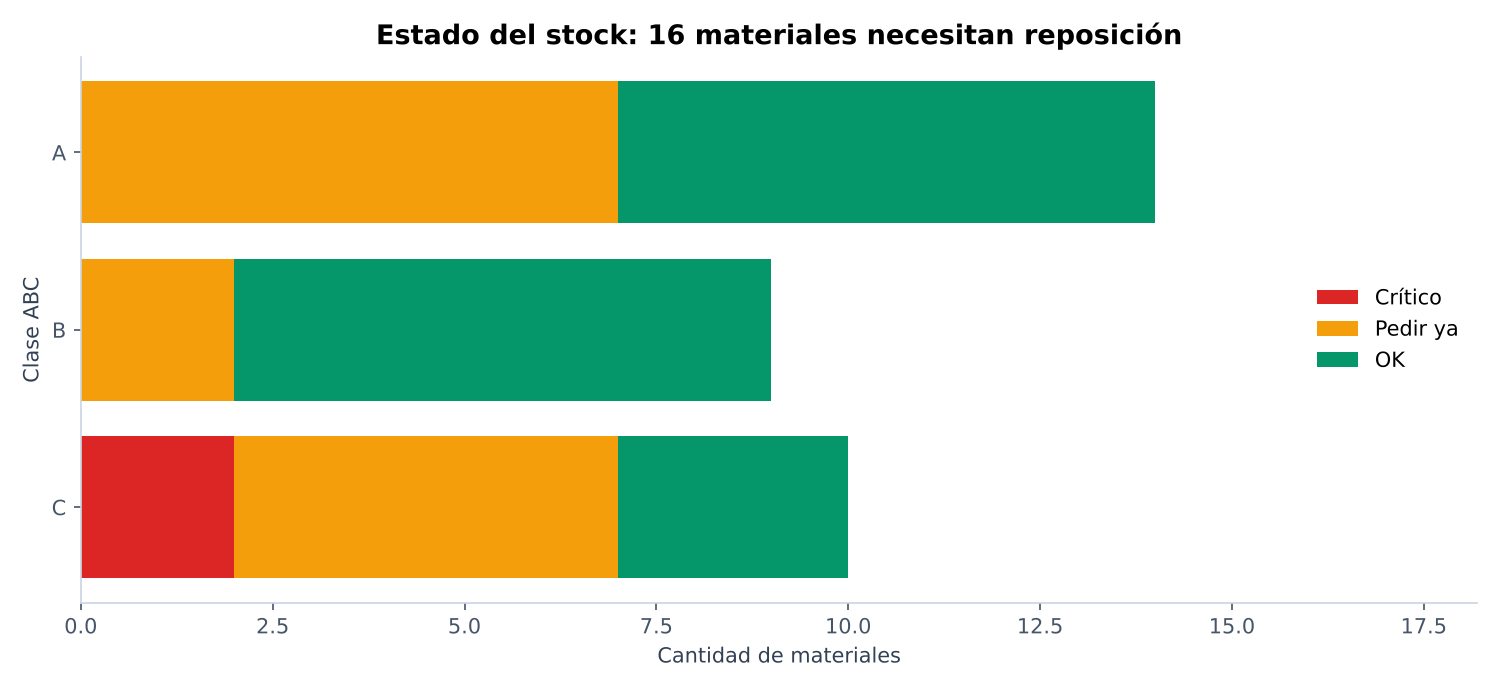 Estado del stock: 16 materiales necesitan reposición
Clase ABC
A
B
C
Crítico
Pedir ya
OK
0.0 2.5 5.0 7.5 10.0 12.5 15.0 17.5
Cantidad de materiales